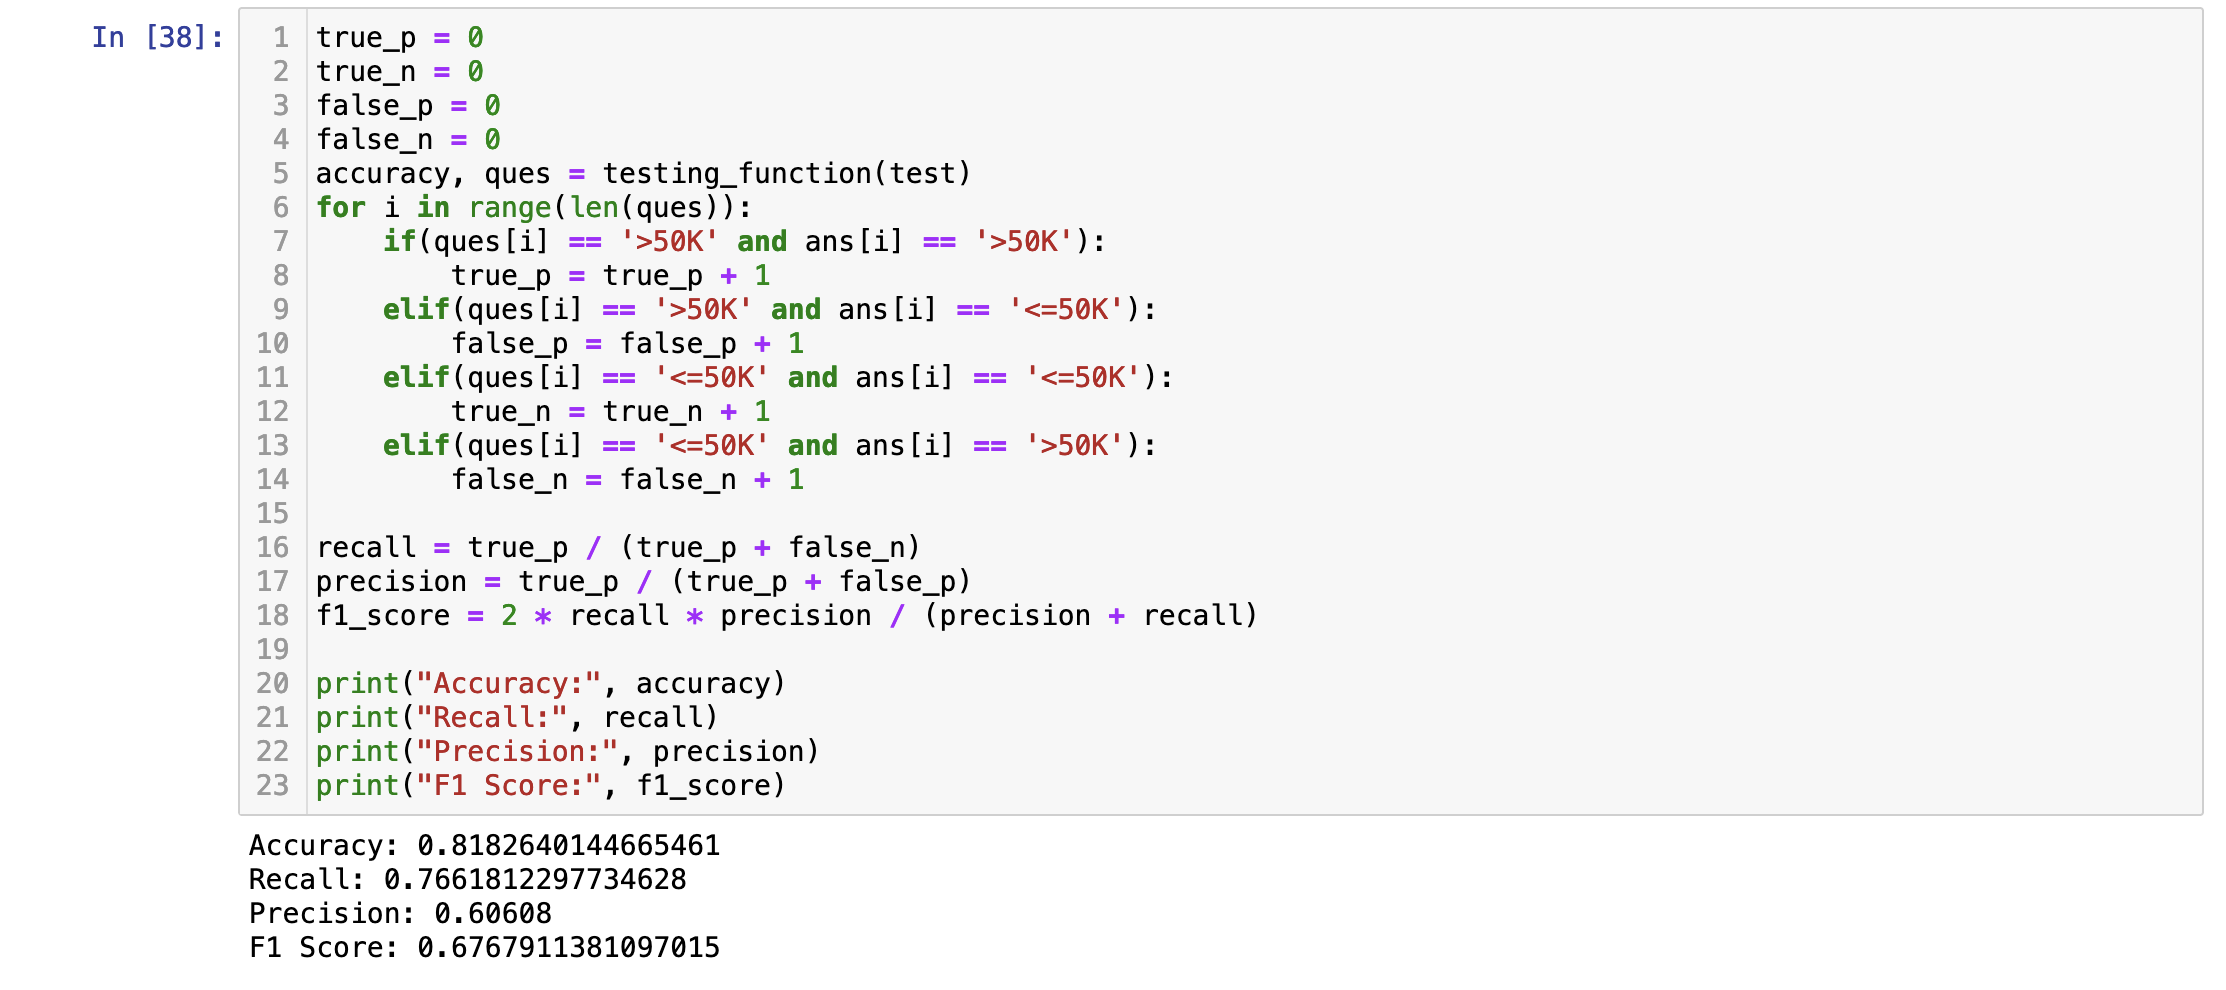 In [38]:
1 true_p = 0
2 true_n = 0
3 false_p = 0
4 false_n = 0
5 accuracy, ques = testing_function(test)
6 for i in range(len(ques)):
7     if(ques[i] == '>50K' and ans[i] == '>50K'):
8         true_p = true_p + 1
9     elif(ques[i] == '>50K' and ans[i] == '<=50K'):
10         false_p = false_p + 1
11     elif(ques[i] == '<=50K' and ans[i] == '<=50K'):
12         true_n = true_n + 1
13     elif(ques[i] == '<=50K' and ans[i] == '>50K'):
14         false_n = false_n + 1
15
16 recall = true_p / (true_p + false_n)
17 precision = true_p / (true_p + false_p)
18 f1_score = 2 * recall * precision / (precision + recall)
19
20 print("Accuracy:", accuracy)
21 print("Recall:", recall)
22 print("Precision:", precision)
23 print("F1 Score:", f1_score)
Accuracy: 0.8182640144665461
Recall: 0.7661812297734628
Precision: 0.60608
F1 Score: 0.6767911381097015